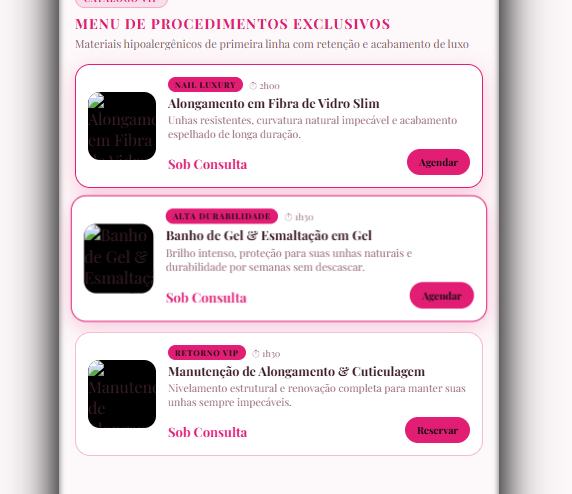 MENU DE PROCEDIMENTOS EXCLUSIVOS
Materiais hipoalergênicos de primeira linha com retenção e acabamento de luxo
NAIL LUXURY ⏱ 2h00
Alongamento em Fibra de Vidro Slim
Unhas resistentes, curvatura natural impecável e acabamento
espelhado de longa duração.
Sob Consulta
Agendar
ALTA DURABILIDADE ⏱ 1h30
Banho de Gel & Esmaltação em Gel
Brilho intenso, proteção para suas unhas naturais e
durabilidade por semanas sem descascar.
Sob Consulta
Agendar
Banho
de Gel &
RETORNO VIP ⏱ 1h30
Manutenção de Alongamento & Cuticulagem
Nivelamento estrutural e renovação completa para manter suas
unhas sempre impecáveis.
Sob Consulta
Reservar